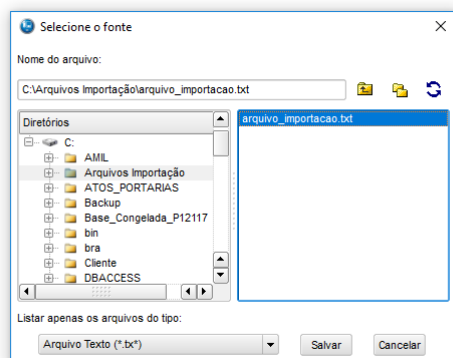 Selecione o fonte
Nome do arquivo:
C:\Arquivos Importação\arquivo_importacao.txt
Diretórios
arquivo_importacao.txt
C:
AMIL
Arquivos Importação
ATOS_PORTARIAS
Backup
Base_Congelada_P12117
bin
bra
Cliente
DBACCESS
Listar apenas os arquivos do tipo:
Arquivo Texto (*.tx*)
Salvar
Cancelar